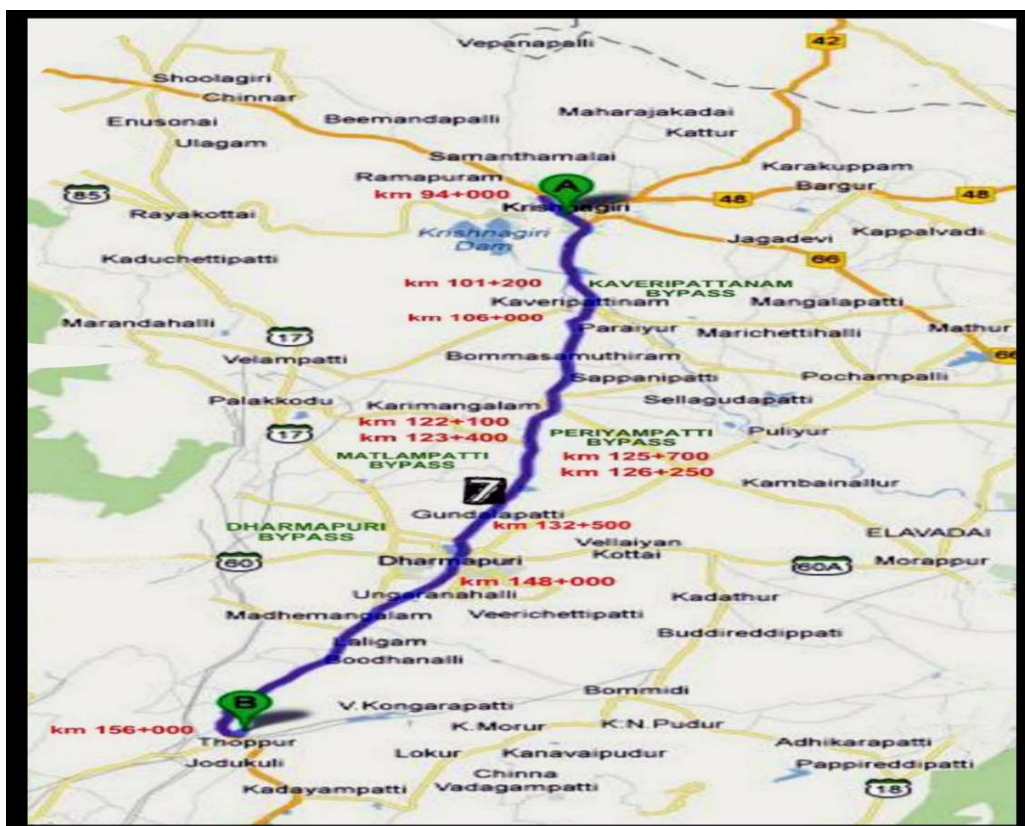 42
Vepanapalli
Shoolagiri
Chinnar
Enusonai
Beemandapalli
Maharajakadai
Kattur
Ulagam
Samanthamalai
Karakuppam
Ramapuram
A
Bargur
85
km 94+000
48
48
Krishnagiri
Rayakottai
Krishnagiri
Dam
Jagadevi
Kappalvadi
Kaduchettipatti
66
km 101+200
KAVERIPATTANAM
BYPASS
Kaveripattinam
Mangalapatti
km 106+000
Marandahalli
Paraiyur
Marichettihalli
Mathur
17
Velampatti
Bommasamuthiram
66
Sappanipatti
Pochampalli
Palakkodu
Karimangalam
Sellagudapatti
km 122+100
17
km 123+400
PERIYAMPATTI
BYPASS
Puliyur
MATLAMPATTI
BYPASS
km 125+700
km 126+250
7
Kambainallur
Gundalapatti
km 132+500
DHARMAPURI
BYPASS
Vellaiyan
Kottai
ELAVADAI
60
Dharmapuri
60A
Morappur
km 148+000
Ungaranahalli
Kadathur
Madhemangalam
Veerichettipatti
Laligam
Buddireddippati
Boodhanalli
B
Bommidi
V.Kongarapatti
km 156+000
K.Morur
K.N.Pudur
Thoppur
Adhikarapatti
Jodukuli
Lokur
Kanavaipudur
Pappireddipatti
Chinna
Vadagampatti
Kadayampatti
18